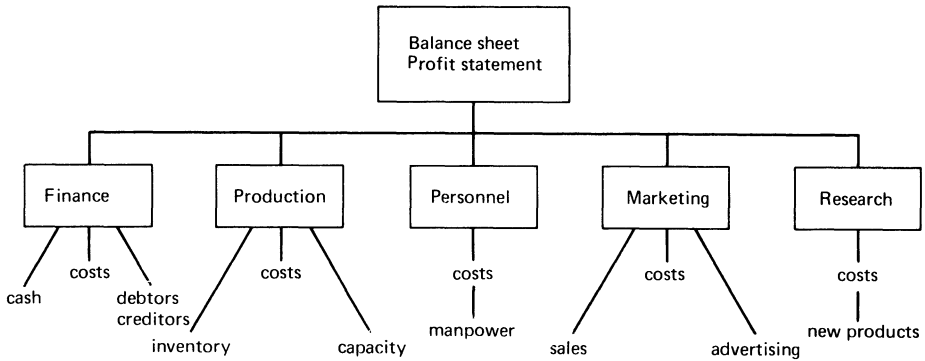 Balance sheet
Profit statement
Finance
Production
Personnel
Marketing
Research
cash
costs
debtors
creditors
inventory
costs
capacity
costs
manpower
sales
costs
advertising
costs
new products